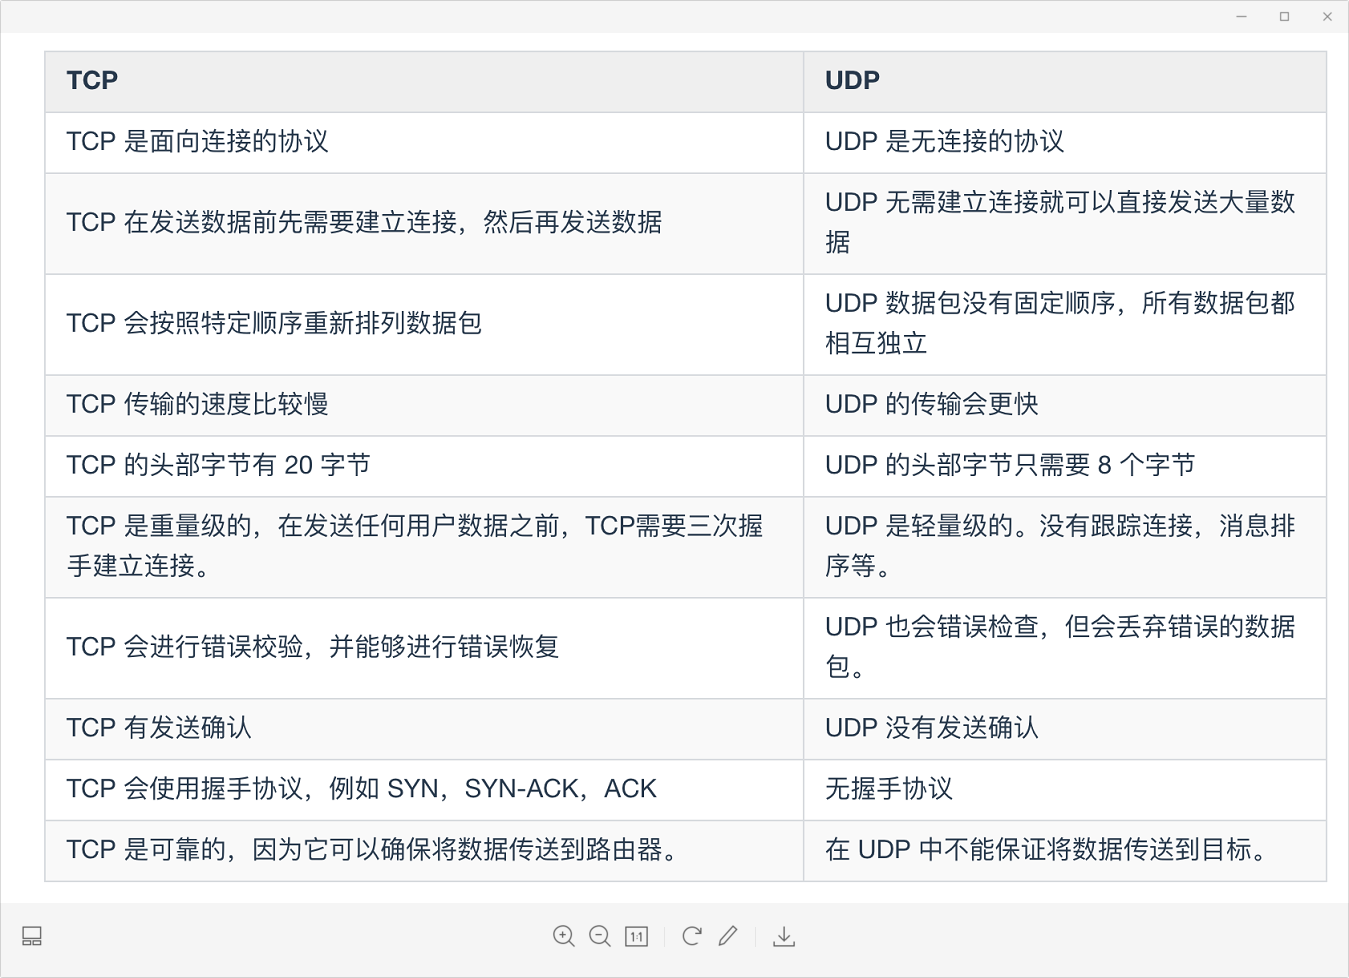 TCP
UDP
TCP 是面向连接的协议
UDP 是无连接的协议
TCP 在发送数据前先需要建立连接，然后再发送数据
UDP 无需建立连接就可以直接发送大量数
据
TCP 会按照特定顺序重新排列数据包
UDP 数据包没有固定顺序，所有数据包都
相互独立
TCP 传输的速度比较慢
UDP 的传输会更快
TCP 的头部字节有 20 字节
UDP 的头部字节只需要 8 个字节
TCP 是重量级的，在发送任何用户数据之前，TCP需要三次握
手建立连接。
UDP 是轻量级的。没有跟踪连接，消息排
序等。
TCP 会进行错误校验，并能够进行错误恢复
UDP 也会错误检查，但会丢弃错误的数据
包。
TCP 有发送确认
UDP 没有发送确认
TCP 会使用握手协议，例如 SYN，SYN-ACK，ACK
无握手协议
TCP 是可靠的，因为它可以确保将数据传送到路由器。
在 UDP 中不能保证将数据传送到目标。
1:1